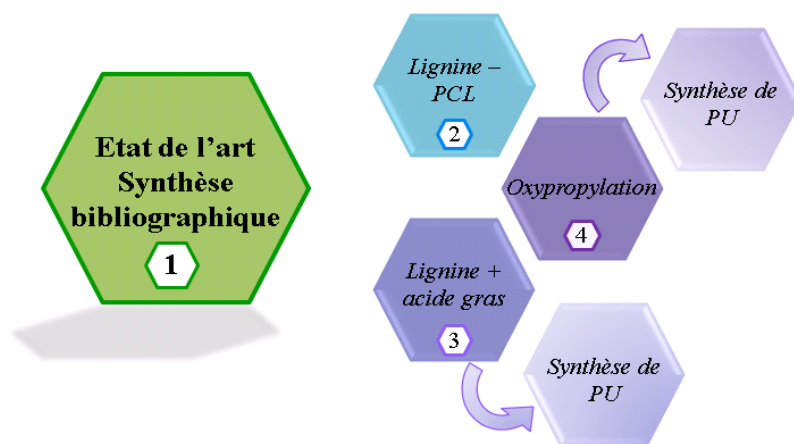 Etat de l'art
Synthèse
bibliographique
1
Lignine –
PCL
2
Synthèse de
PU
Oxypropylation
4
Lignine +
acide gras
3
Synthèse de
PU